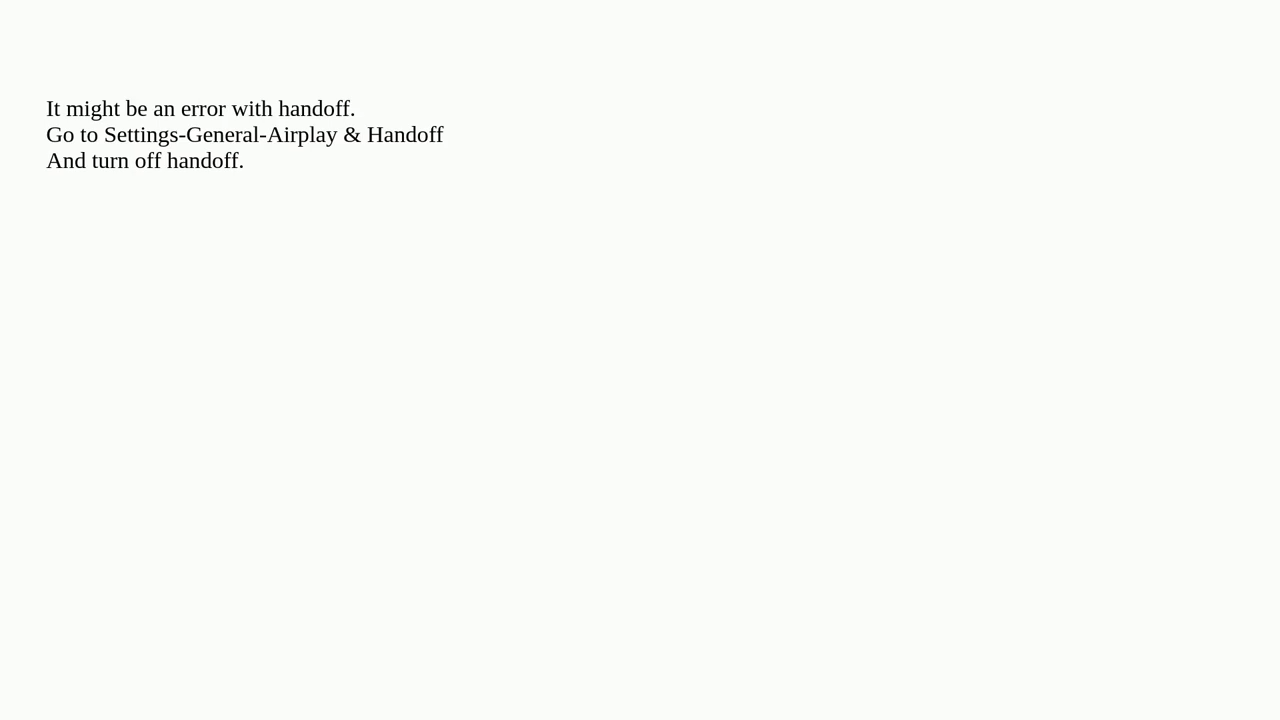 It might be an error with handoff.
Go to Settings-General-Airplay & Handoff
And turn off handoff.